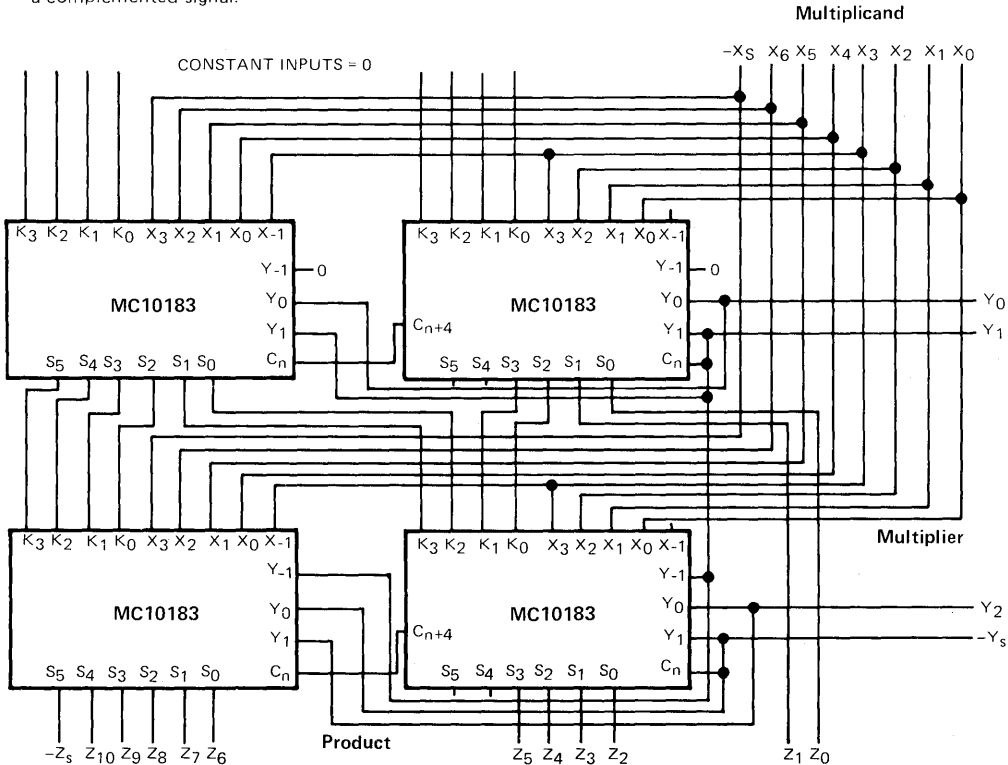 a complemented signal.
Multiplicand
CONSTANT INPUTS = 0
-XS X6 X5 X4 X3 X2 X1 X0
K3 K2 K1 K0 X3 X2 X1 X0 X-1
K3 K2 K1 K0 X3 X2 X1 X0 X-1
Y-1 0
Y-1 0
MC10183
Y0
MC10183
Y0
Y0
Y1
Cn+4
Y1
Y1
Cn
Cn
S5 S4 S3 S2 S1 S0
S5 S4 S3 S2 S1 S0
K3 K2 K1 K0 X3 X2 X1 X0 X-1
K3 K2 K1 K0 X3 X2 X1 X0 X-1
Multiplier
Y-1
Y-1
MC10183
Y0
MC10183
Y0
Y2
Y1
Cn+4
Y1
-Ys
Cn
Cn
S5 S4 S3 S2 S1 S0
S5 S4 S3 S2 S1 S0
Product
-Zs Z10 Z9 Z8 Z7 Z6
Z5 Z4 Z3 Z2
Z1 Z0